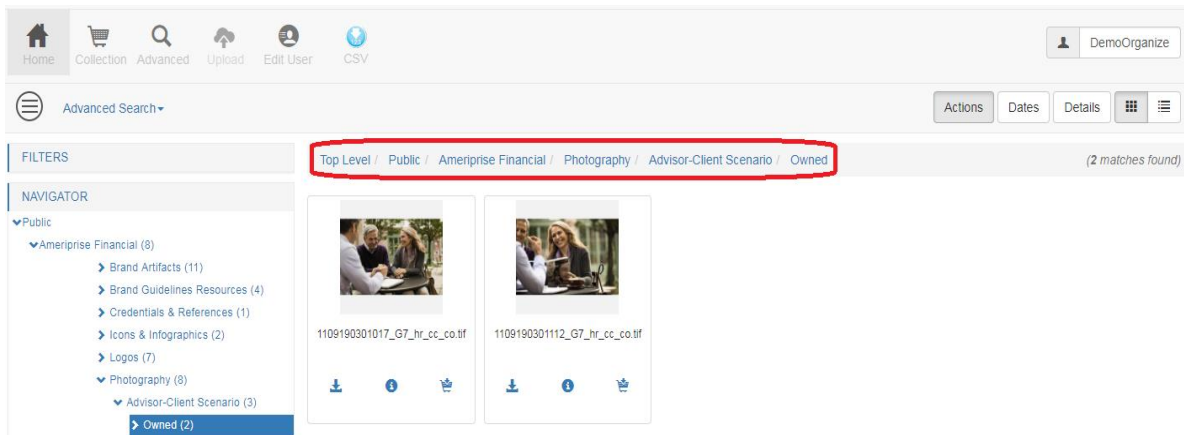 Home Collection Advanced Upload Edit User CSV DemoOrganize
Advanced Search Actions Dates Details
FILTERS
Top Level / Public / Ameriprise Financial / Photography / Advisor-Client Scenario / Owned (2 matches found)
NAVIGATOR
Public
Ameriprise Financial (8)
Brand Artifacts (11)
Brand Guidelines Resources (4)
Credentials & References (1)
Icons & Infographics (2)
Logos (7)
Photography (8)
Advisor-Client Scenario (3)
Owned (2)
1109190301017_G7_hr_cc_co.tif 1109190301112_G7_hr_cc_co.tif